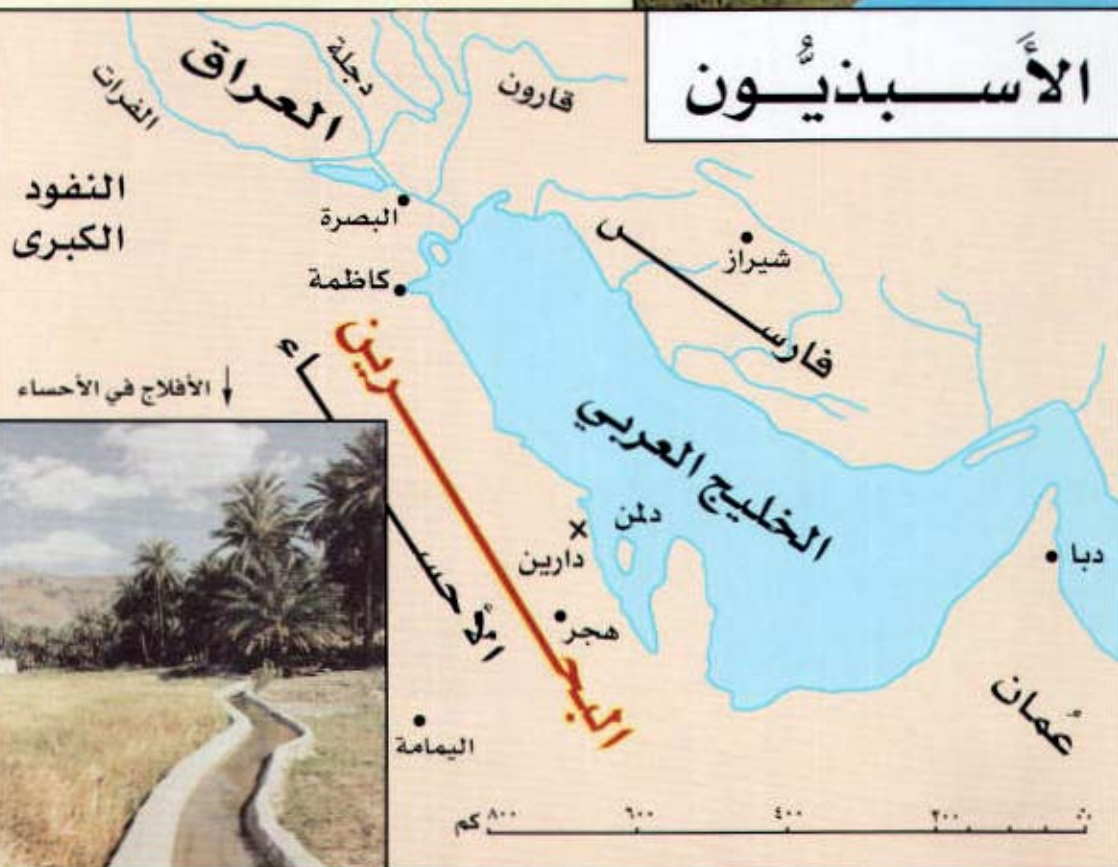 الأَسبذيُّون
العراق
دجلة
الفرات
قارون
النفود
الكبرى
البصرة
كاظمة
شيراز
فارس
البحرين
الأحساء
↓ الأفلاج في الأحساء
الخليج العربي
دلمن
دارين
هجر
دبا
اليمامة
عُمان
كم ٨٠٠ ٦٠٠ ٤٠٠ ٢٠٠ ٠